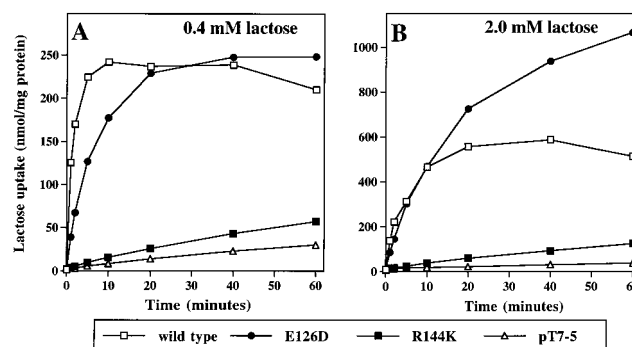 A
0.4 mM lactose
B
2.0 mM lactose
Lactose uptake (nmol/mg protein)
250
200
150
100
50
0
1000
800
600
400
200
0
0 10 20 30 40 50 60
0 10 20 30 40 50 60
Time (minutes)
Time (minutes)
wild type
E126D
R144K
pT7-5